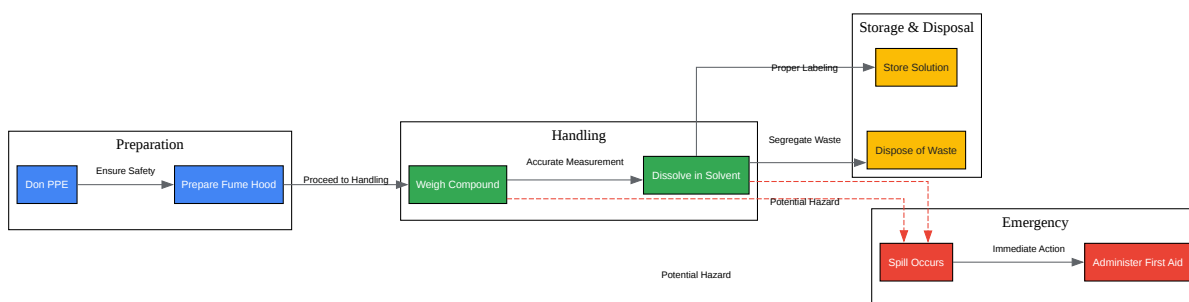 Preparation
Don PPE
Ensure Safety
Prepare Fume Hood
Proceed to Handling
Handling
Weigh Compound
Accurate Measurement
Dissolve in Solvent
Proper Labeling
Segregate Waste
Potential Hazard
Potential Hazard
Storage & Disposal
Store Solution
Dispose of Waste
Emergency
Spill Occurs
Immediate Action
Administer First Aid